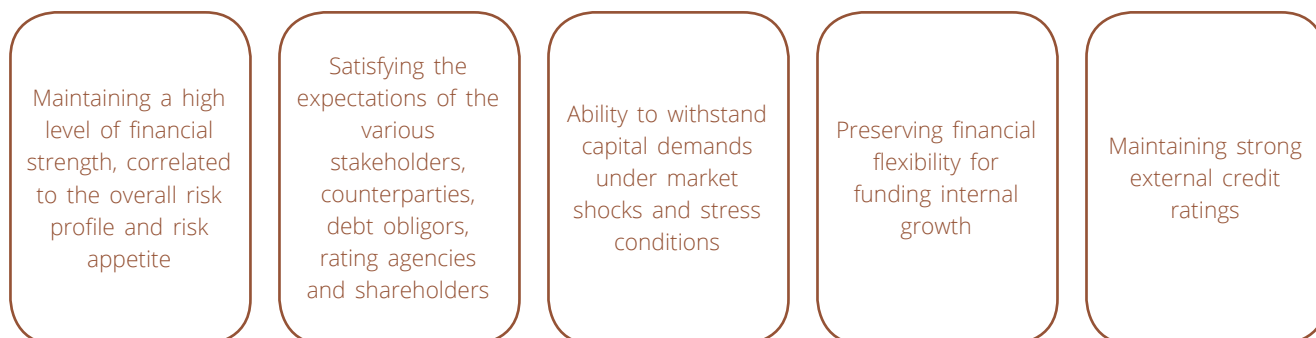 Maintaining a high
level of financial
strength, correlated
to the overall risk
profile and risk
appetite
Satisfying the
expectations of the
various
stakeholders,
counterparties,
debt obligors,
rating agencies
and shareholders
Ability to withstand
capital demands
under market
shocks and stress
conditions
Preserving financial
flexibility for
funding internal
growth
Maintaining strong
external credit
ratings